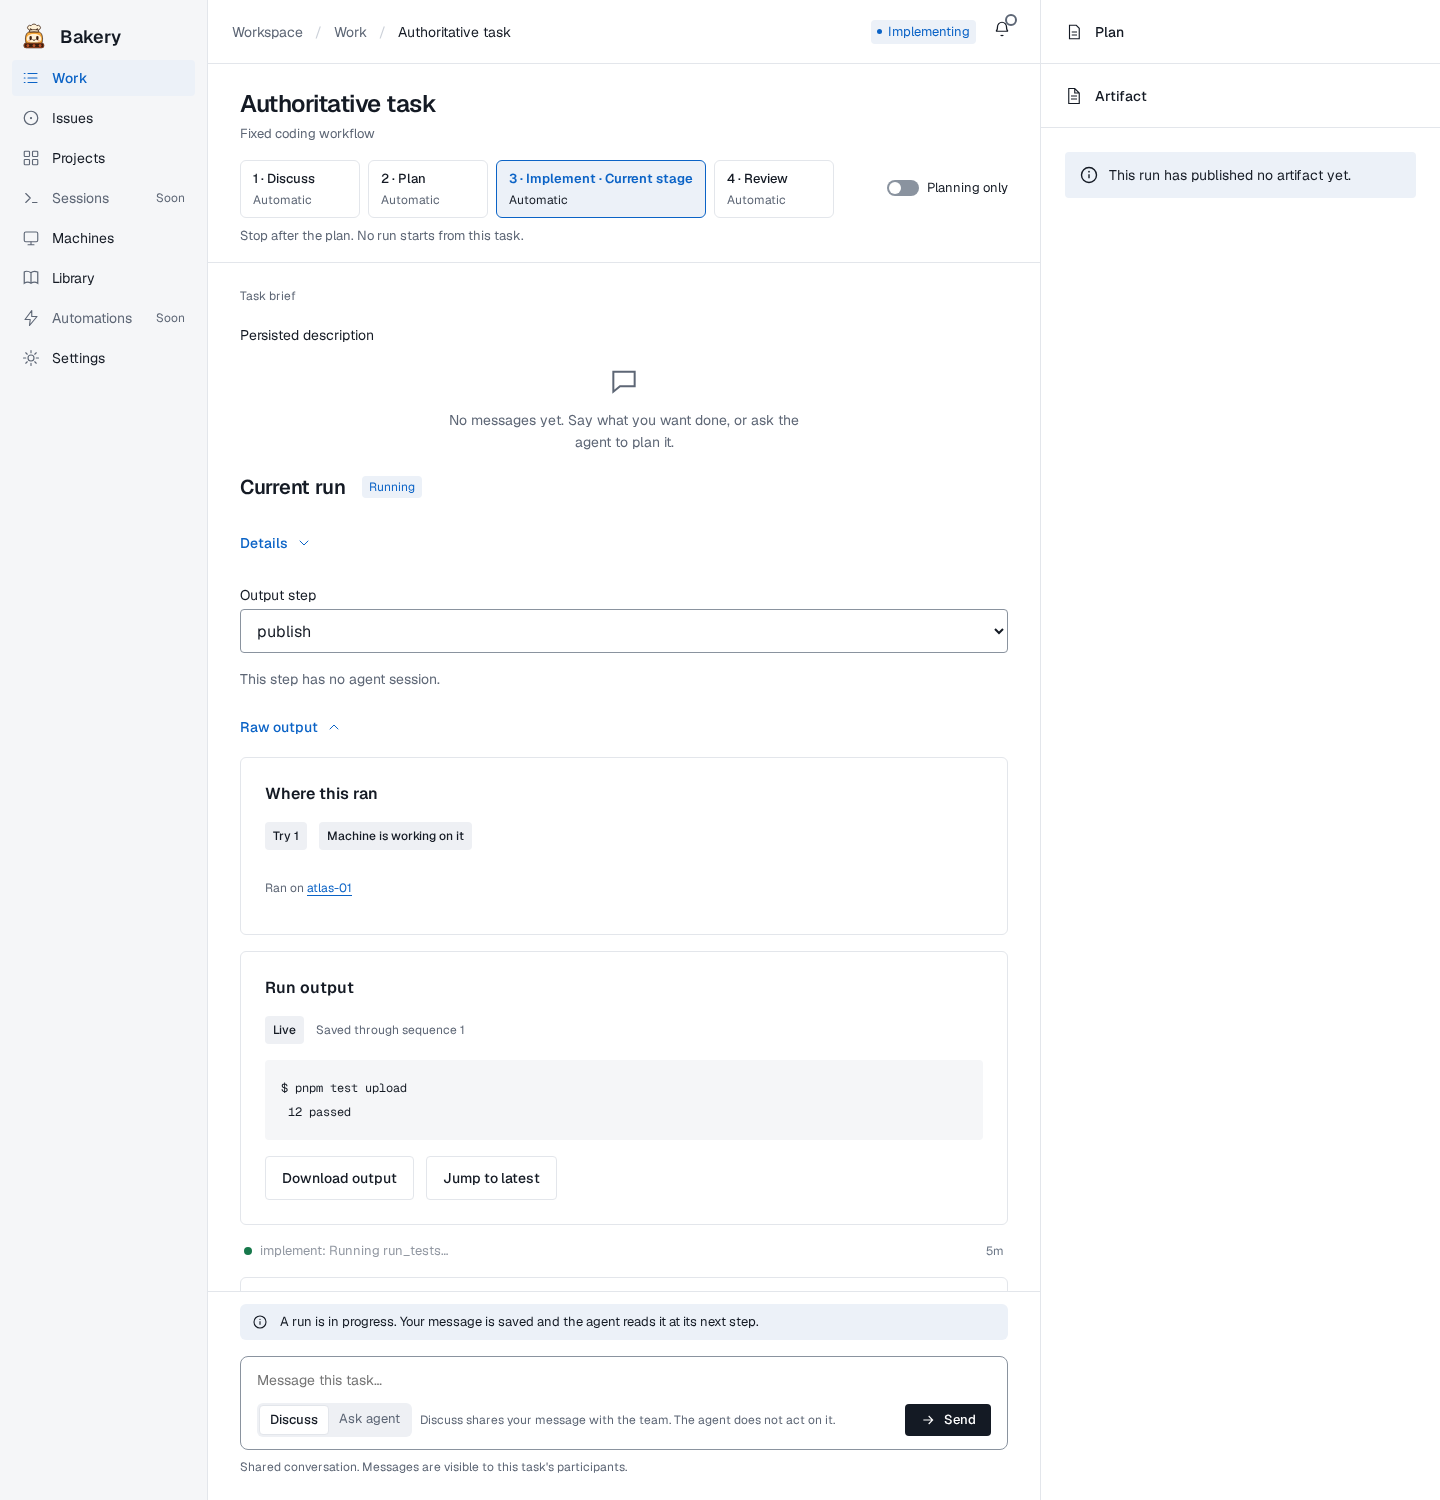 Bakery
Work
Issues
Projects
Sessions Soon
Machines
Library
Automations Soon
Settings
Workspace / Work / Authoritative task
Implementing
Authoritative task
Fixed coding workflow
1 · Discuss
Automatic
2 · Plan
Automatic
3 · Implement · Current stage
Automatic
4 · Review
Automatic
Planning only
Stop after the plan. No run starts from this task.
Task brief
Persisted description
No messages yet. Say what you want done, or ask the
agent to plan it.
Current run Running
Details
Output step
publish
This step has no agent session.
Raw output
Where this ran
Try 1 Machine is working on it
Ran on atlas-01
Run output
Live Saved through sequence 1
$ pnpm test upload
12 passed
Download output Jump to latest
implement: Running run_tests… 5m
A run is in progress. Your message is saved and the agent reads it at its next step.
Message this task…
Discuss Ask agent Discuss shares your message with the team. The agent does not act on it. Send
Shared conversation. Messages are visible to this task's participants.
Plan
Artifact
This run has published no artifact yet.